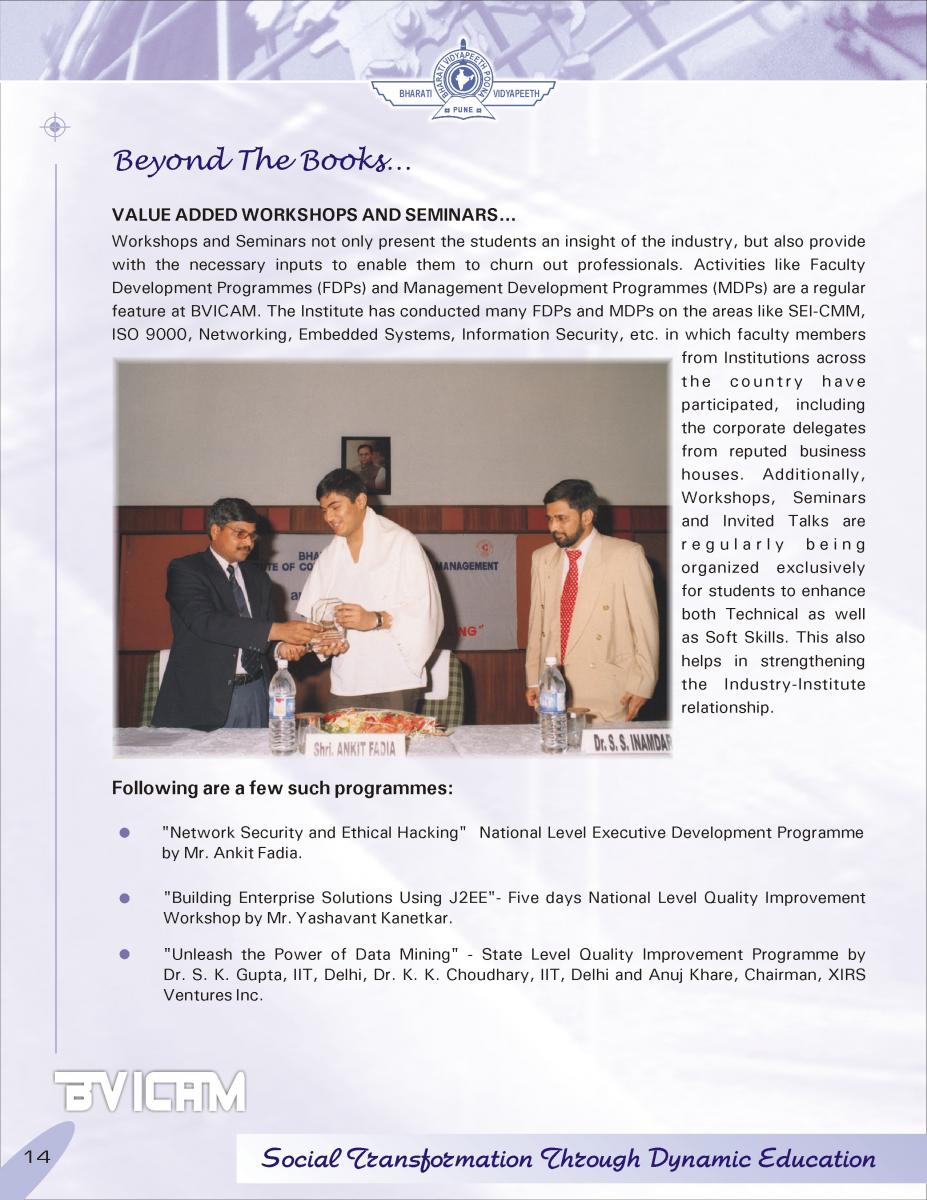 BHARATI VIDYAPEETH POONA
BHARATI VIDYAPEETH
PUNE
Beyond The Books...
VALUE ADDED WORKSHOPS AND SEMINARS...
Workshops and Seminars not only present the students an insight of the industry, but also provide
with the necessary inputs to enable them to churn out professionals. Activities like Faculty
Development Programmes (FDPs) and Management Development Programmes (MDPs) are a regular
feature at BVICAM. The Institute has conducted many FDPs and MDPs on the areas like SEI-CMM,
ISO 9000, Networking, Embedded Systems, Information Security, etc. in which faculty members
from Institutions across
the country have
participated, including
the corporate delegates
from reputed business
houses. Additionally,
Workshops, Seminars
and Invited Talks are
regularly being
organized exclusively
for students to enhance
both Technical as well
as Soft Skills. This also
helps in strengthening
the Industry-Institute
relationship.
BHA
TE OF CO MANAGEMENT
NG"
Shri. ANKIT FADIA
Dr. S. S. INAMDAR
Following are a few such programmes:
"Network Security and Ethical Hacking" National Level Executive Development Programme
by Mr. Ankit Fadia.
"Building Enterprise Solutions Using J2EE"- Five days National Level Quality Improvement
Workshop by Mr. Yashavant Kanetkar.
"Unleash the Power of Data Mining" - State Level Quality Improvement Programme by
Dr. S. K. Gupta, IIT, Delhi, Dr. K. K. Choudhary, IIT, Delhi and Anuj Khare, Chairman, XIRS
Ventures Inc.
BVICAM
14
Social Transformation Through Dynamic Education